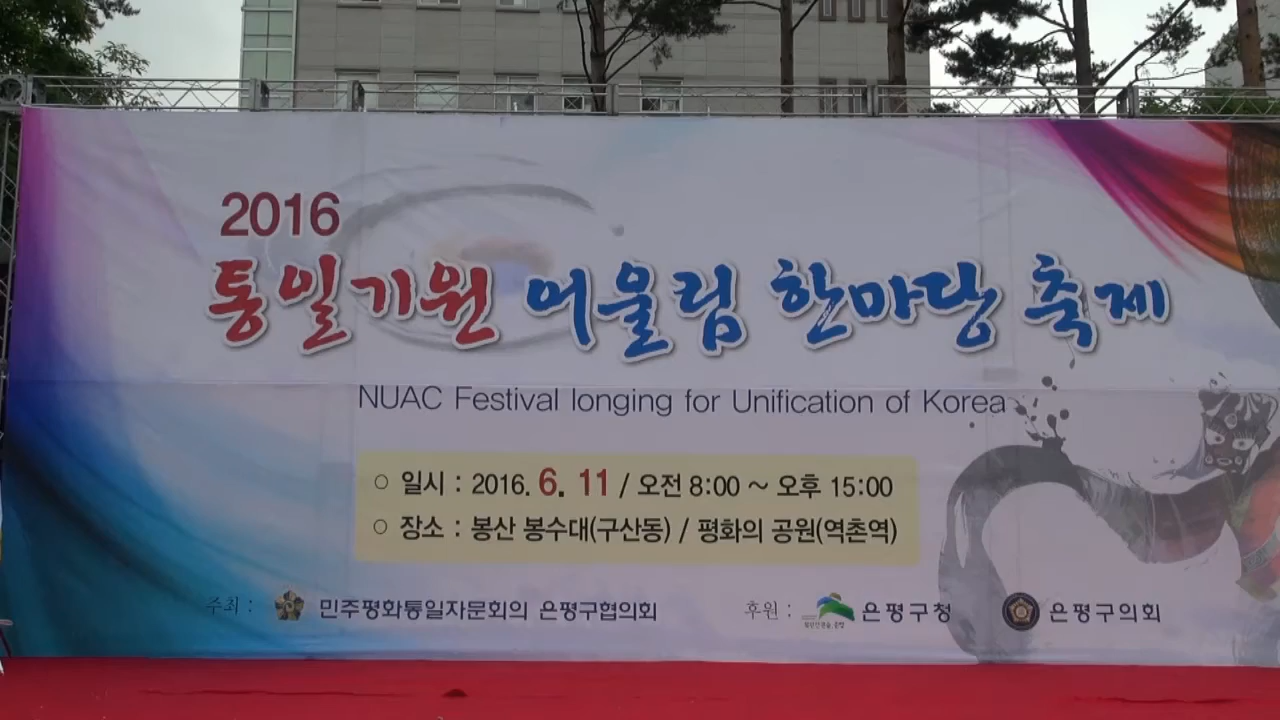 2016
통일기원 어울림 한마당 축제
NUAC Festival longing for Unification of Korea
○ 일시 : 2016. 6. 11 / 오전 8:00 ~ 오후 15:00
○ 장소 : 봉산 봉수대(구산동) / 평화의 공원(역촌역)
주최 : 민주평화통일자문회의 은평구협의회 후원 : 은평구청 은평구의회